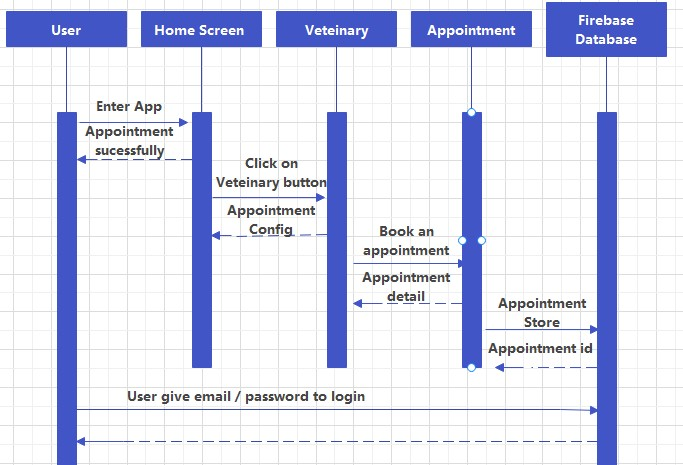 User
Home Screen
Veteinary
Appointment
Firebase
Database
Enter App
Appointment
sucessfully
Click on
Veteinary button
Appointment
Config
Book an
appointment
Appointment
detail
Appointment
Store
Appointment id
User give email / password to login